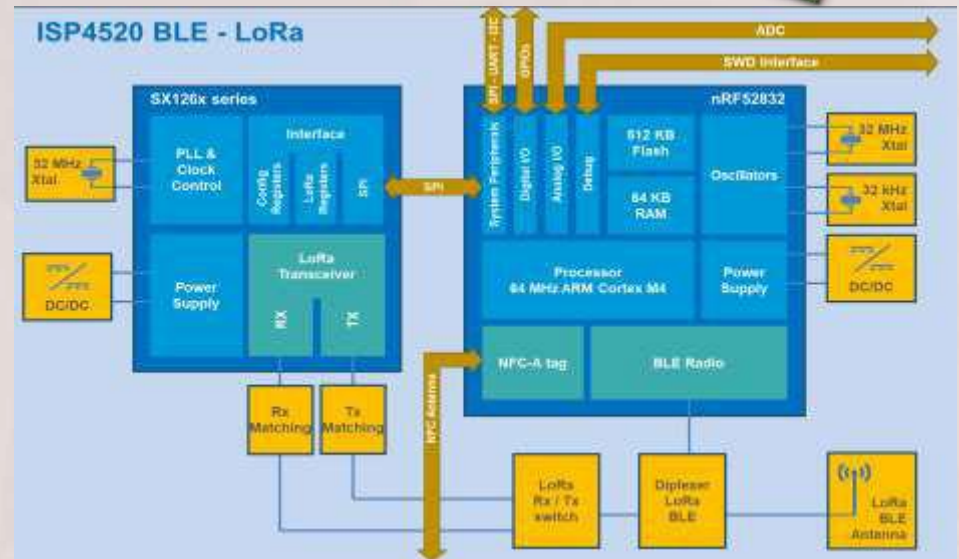 ISP4520 BLE - LoRa
SPI - UART - I2C
GPIOs
ADC
SWD Interface
SX126x series
PLL &
Clock
Control
Interface
Config
Registers
LoRa
Registers
SPI
32 MHz
Xtal
Power
Supply
DC/DC
LoRa
Transceiver
RX
TX
SPI
nRF52832
System Peripherals
Digital I/O
Analog I/O
Debug
512 KB
Flash
64 KB
RAM
Oscillators
32 MHz
Xtal
32 kHz
Xtal
Processor
64 MHz ARM Cortex M4
Power
Supply
DC/DC
NFC-A tag
BLE Radio
NFC Antenna
Rx
Matching
Tx
Matching
LoRa
Rx / Tx
switch
Diplexer
LoRa
BLE
LoRa
BLE
Antenna